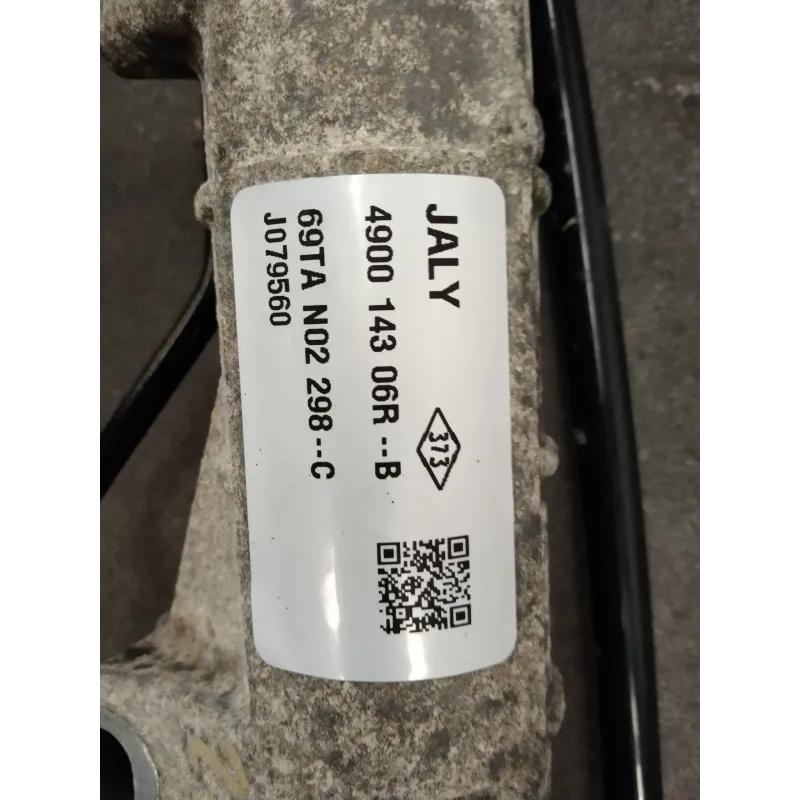 JALY
373
4900 143 06R--B
69TA N02 298--C
J079560